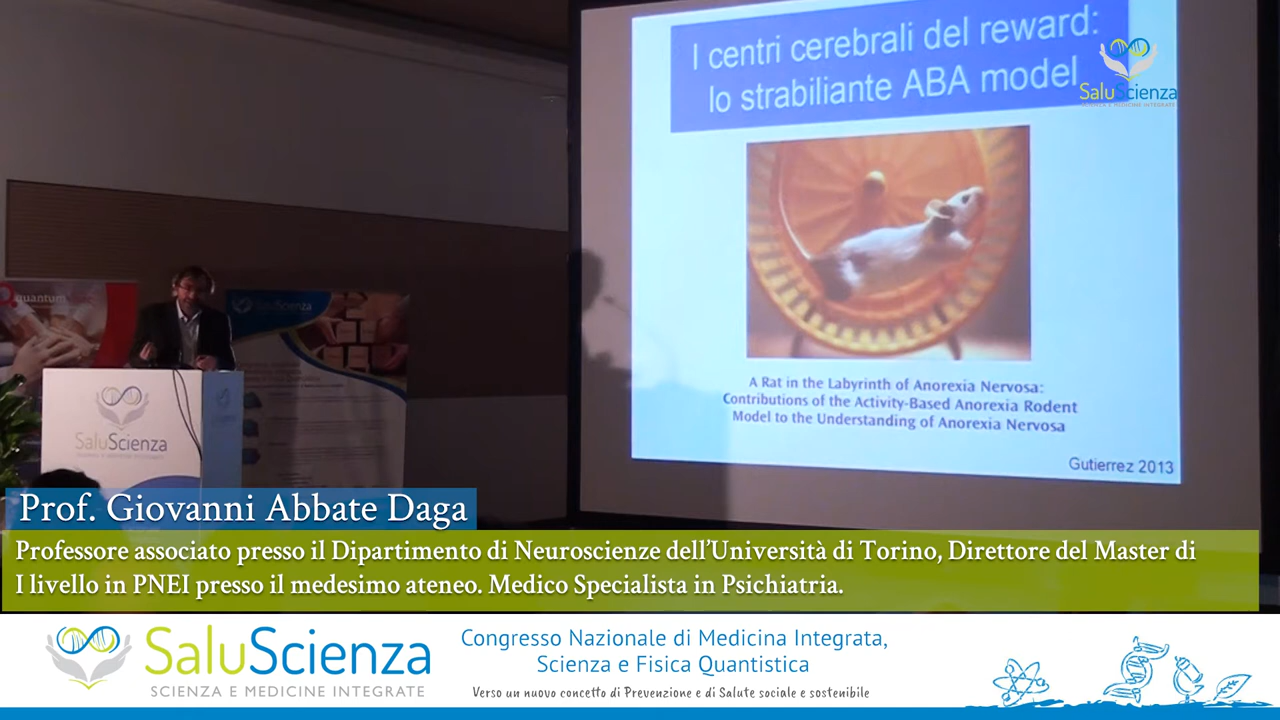 I centri cerebrali del reward:
lo strabiliante ABA model
SaluScienza
SCIENZA E MEDICINE INTEGRATE
A Rat in the Labyrinth of Anorexia Nervosa:
Contributions of the Activity-Based Anorexia Rodent
Model to the Understanding of Anorexia Nervosa
Gutierrez 2013
quantum
SaluScienza
SaluScienza
Prof. Giovanni Abbate Daga
Professore associato presso il Dipartimento di Neuroscienze dell'Università di Torino, Direttore del Master di
I livello in PNEI presso il medesimo ateneo. Medico Specialista in Psichiatria.
SaluScienza
SCIENZA E MEDICINE INTEGRATE
Congresso Nazionale di Medicina Integrata,
Scienza e Fisica Quantistica
Verso un nuovo concetto di Prevenzione e di Salute sociale e sostenibile